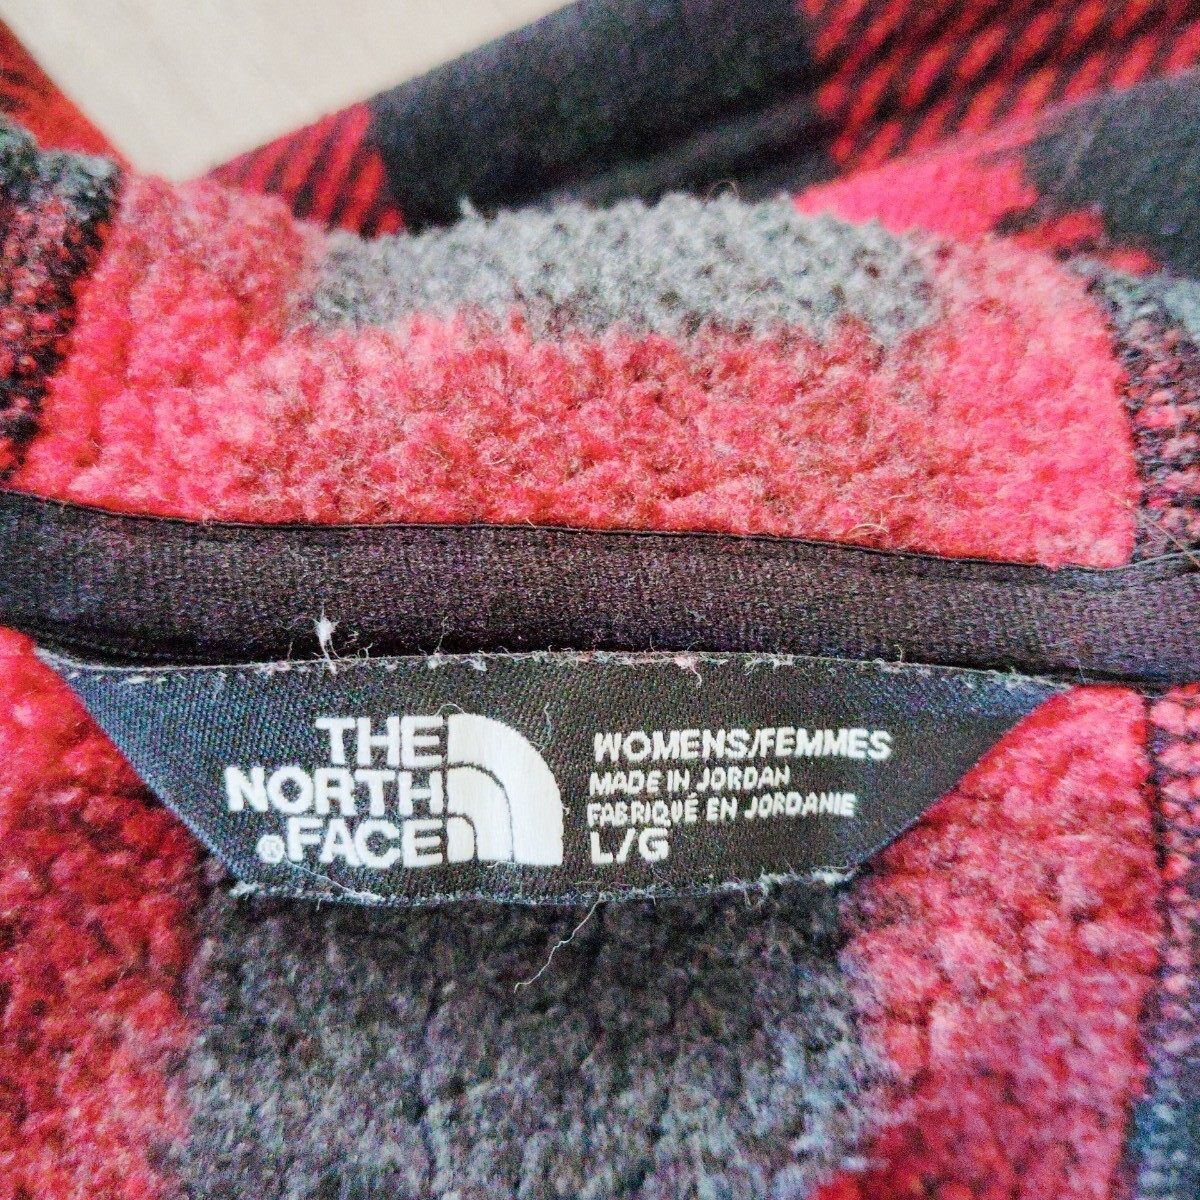 THE
NORTH
®FACE
WOMENS/FEMMES
MADE IN JORDAN
FABRIQUÉ EN JORDANIE
L/G